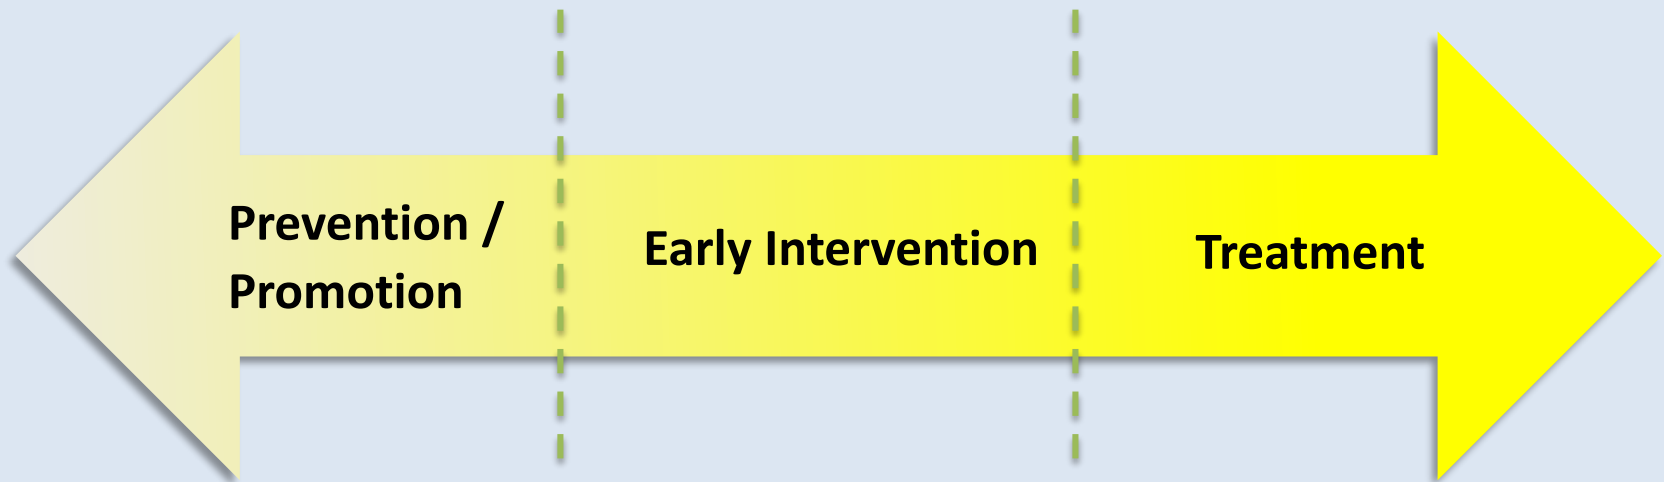 Prevention /
Promotion
Early Intervention
Treatment